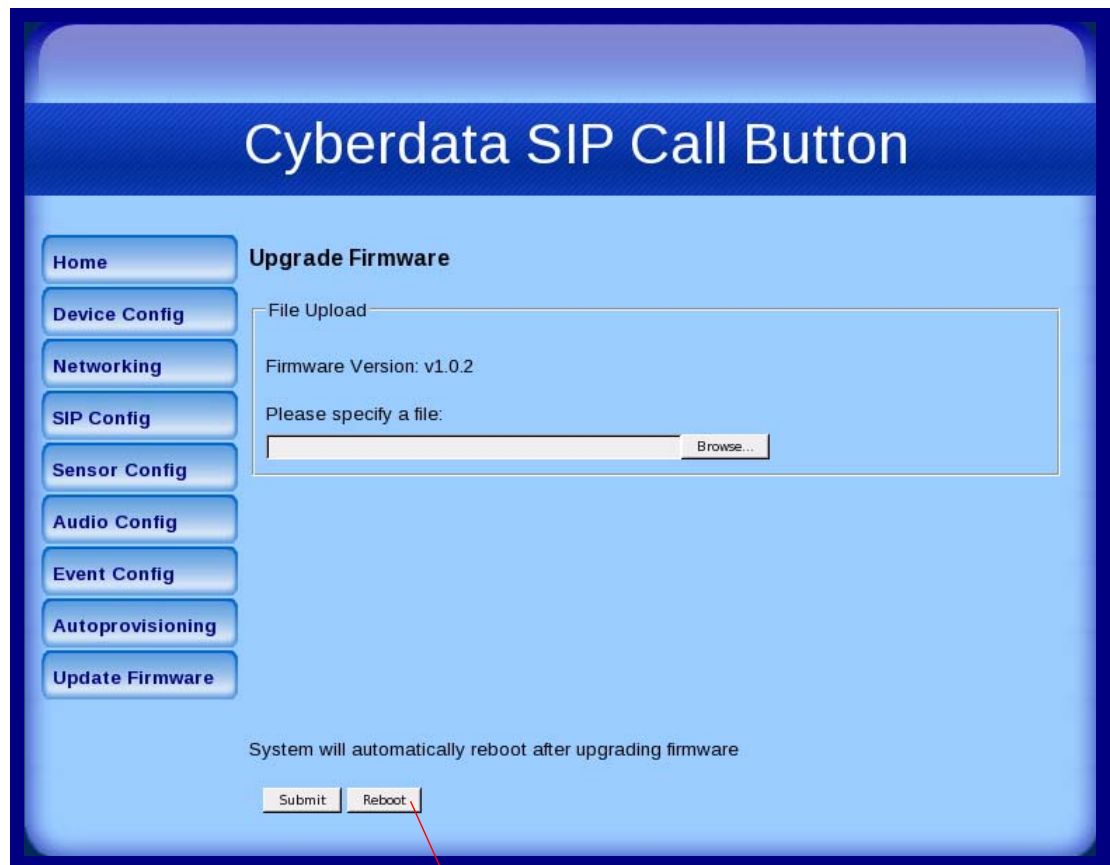 Cyberdata SIP Call Button
Home
Device Config
Networking
SIP Config
Sensor Config
Audio Config
Event Config
Autoprovisioning
Update Firmware
Upgrade Firmware
File Upload
Firmware Version: v1.0.2
Please specify a file:
Browse...
System will automatically reboot after upgrading firmware
Submit Reboot